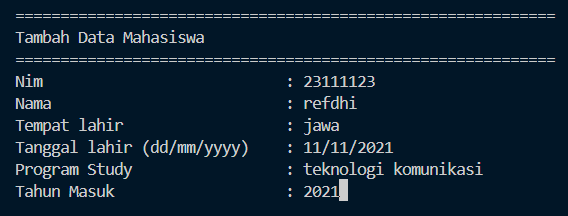 ============================================================
Tambah Data Mahasiswa
============================================================
Nim : 23111123
Nama : refdhi
Tempat lahir : jawa
Tanggal lahir (dd/mm/yyyy) : 11/11/2021
Program Study : teknologi komunikasi
Tahun Masuk : 2021